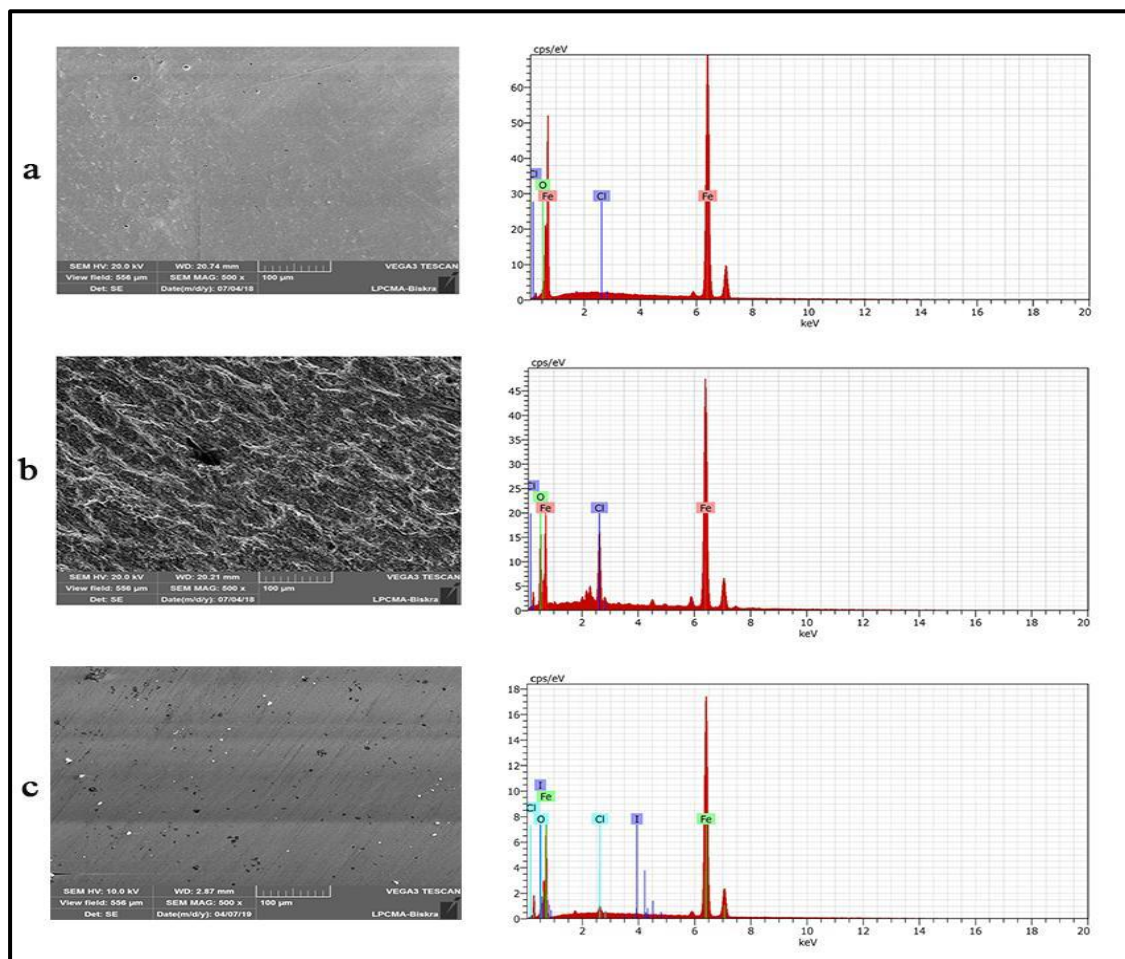 a
SEM HV: 20.0 kV WD: 20.74 mm VEGA3 TESCAN
View field: 556 µm SEM MAG: 500 x 100 µm
Det: SE Date(m/d/y): 07/04/18 LPCMA-Biskra
cps/eV
60
50
40
30
20
10
0
Cl
O
Fe
Cl
Fe
2 4 6 8 10 12 14 16 18 20
keV
b
SEM HV: 20.0 kV WD: 20.21 mm VEGA3 TESCAN
View field: 556 µm SEM MAG: 500 x 100 µm
Det: SE Date(m/d/y): 07/04/18 LPCMA-Biskra
cps/eV
45
40
35
30
25
20
15
10
5
0
Cl
O
Fe
Cl
Fe
2 4 6 8 10 12 14 16 18 20
keV
c
SEM HV: 10.0 kV WD: 2.87 mm VEGA3 TESCAN
View field: 556 µm SEM MAG: 500 x 100 µm
Det: SE Date(m/d/y): 04/07/19 LPCMA-Biskra
cps/eV
18
16
14
12
10
8
6
4
2
0
I
Fe
Cl
O
Cl
I
Fe
2 4 6 8 10 12 14 16 18 20
keV